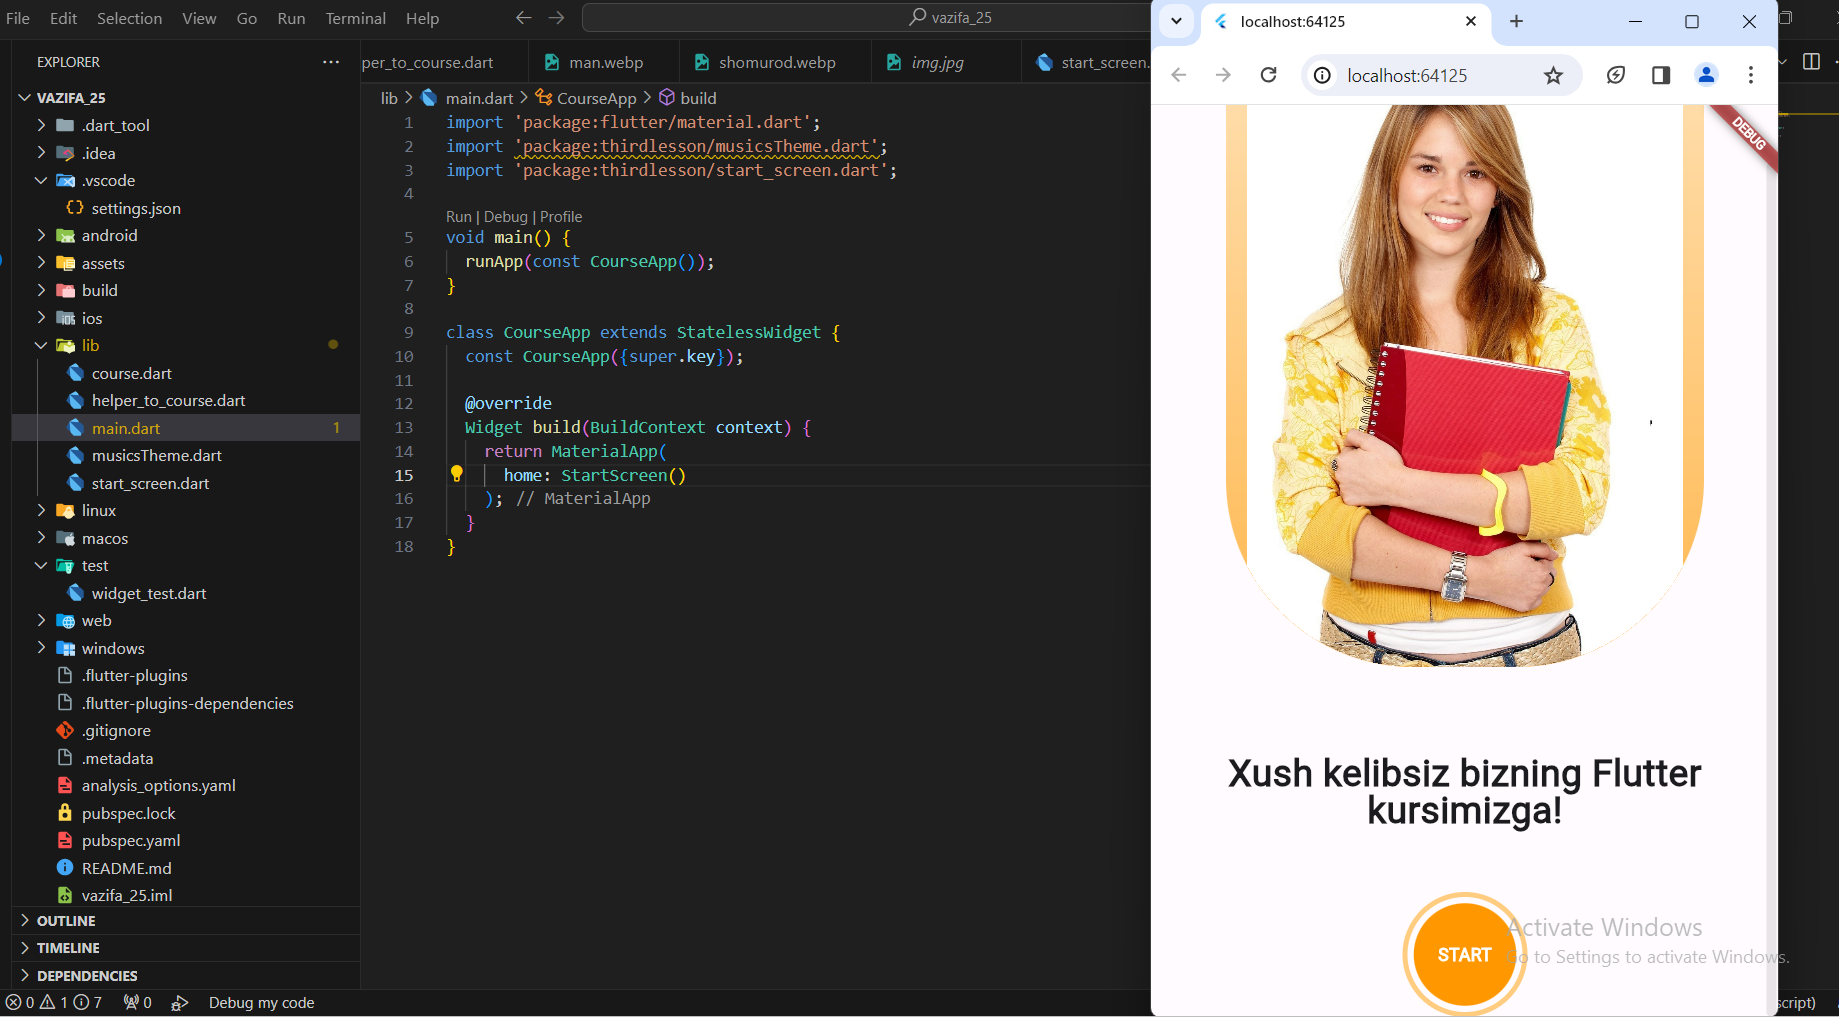 File Edit Selection View Go Run Terminal Help
vazifa_25
EXPLORER
VAZIFA_25
.dart_tool
.idea
.vscode
settings.json
android
assets
build
ios
lib
course.dart
helper_to_course.dart
main.dart 1
musicsTheme.dart
start_screen.dart
linux
macos
test
widget_test.dart
web
windows
.flutter-plugins
.flutter-plugins-dependencies
.gitignore
.metadata
analysis_options.yaml
pubspec.lock
pubspec.yaml
README.md
vazifa_25.iml
OUTLINE
TIMELINE
DEPENDENCIES
per_to_course.dart man.webp shomurod.webp img.jpg start_screen.
lib > main.dart > CourseApp > build
1 import 'package:flutter/material.dart';
2 import 'package:thirdlesson/musicsTheme.dart';
3 import 'package:thirdlesson/start_screen.dart';
4
Run | Debug | Profile
5 void main() {
6 runApp(const CourseApp());
7 }
8
9 class CourseApp extends StatelessWidget {
10 const CourseApp({super.key});
11
12 @override
13 Widget build(BuildContext context) {
14 return MaterialApp(
15 home: StartScreen()
16 ); // MaterialApp
17 }
18 }
localhost:64125
localhost:64125
DEBUG
Xush kelibsiz bizning Flutter
kursimizga!
START
Activate Windows
Go to Settings to activate Windows.
0 1 7 0 Debug my code
script)